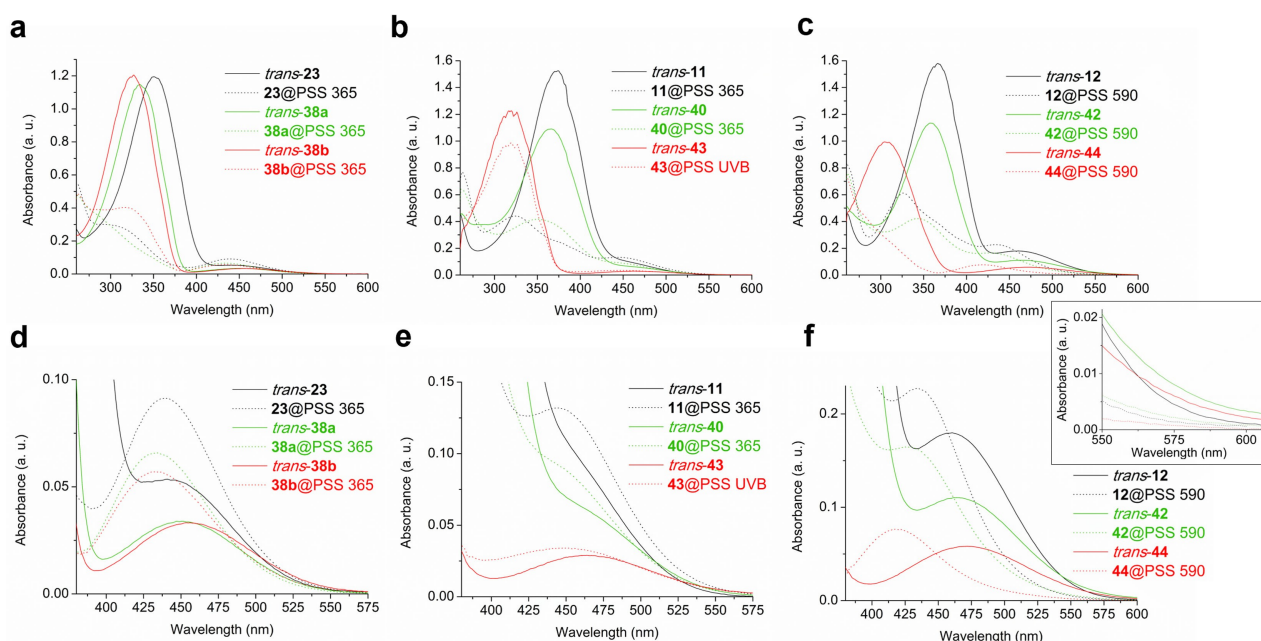 a
trans-23
23@PSS 365
trans-38a
38a@PSS 365
trans-38b
38b@PSS 365
Absorbance (a. u.)
1.2
1.0
0.8
0.6
0.4
0.2
0.0
300 350 400 450 500 550 600
Wavelength (nm)
b
trans-11
11@PSS 365
trans-40
40@PSS 365
trans-43
43@PSS UVB
Absorbance (a. u.)
1.6
1.4
1.2
1.0
0.8
0.6
0.4
0.2
0.0
300 350 400 450 500 550 600
Wavelength (nm)
c
trans-12
12@PSS 590
trans-42
42@PSS 590
trans-44
44@PSS 590
Absorbance (a. u.)
1.6
1.4
1.2
1.0
0.8
0.6
0.4
0.2
0.0
300 350 400 450 500 550 600
Wavelength (nm)
d
trans-23
23@PSS 365
trans-38a
38a@PSS 365
trans-38b
38b@PSS 365
Absorbance (a. u.)
0.10
0.05
0.00
400 425 450 475 500 525 550 575
Wavelength (nm)
e
trans-11
11@PSS 365
trans-40
40@PSS 365
trans-43
43@PSS UVB
Absorbance (a. u.)
0.15
0.10
0.05
0.00
400 425 450 475 500 525 550 575
Wavelength (nm)
f
Absorbance (a. u.)
0.2
0.1
0.0
400 425 450 475 500 525 550 575 600
Wavelength (nm)
Absorbance (a. u.)
0.02
0.01
0.00
550 575 600
Wavelength (nm)
trans-12
12@PSS 590
trans-42
42@PSS 590
trans-44
44@PSS 590